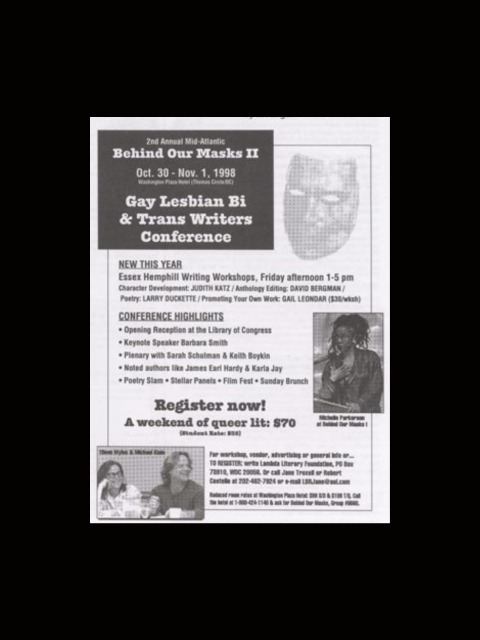 2nd Annual Mid-Atlantic
Behind Our Masks II
Oct. 30 - Nov. 1, 1998
Washington Plaza Hotel (Thomas Circle/DC)
Gay Lesbian Bi
& Trans Writers
Conference
NEW THIS YEAR
Essex Hemphill Writing Workshops, Friday afternoon 1-5 pm
Character Development: JUDITH KATZ / Anthology Editing: DAVID BERGMAN /
Poetry: LARRY DUCKETTE / Promoting Your Own Work: GAIL LEONDAR ($30/wksh)
CONFERENCE HIGHLIGHTS
• Opening Reception at the Library of Congress
• Keynote Speaker Barbara Smith
• Plenary with Sarah Schulman & Keith Boykin
• Noted authors like James Earl Hardy & Karla Jay
• Poetry Slam • Stellar Panels • Film Fest • Sunday Brunch
Michelle Parkerson
at Behind Our Masks I
Register now!
A weekend of queer lit: $70
(Student Rate:
& Michael
For workshop, vendor, advertising or general info or...
TO REGISTER: write Lambda Literary Foundation, PO Box
73910, WDC 20056. Or call Jane Troxell or Robert
Costello at 202-462-7924 or e-mail LBRJane@aol.com.
Reduced room rates at Washington Plaza Hotel: Call
the hotel at 1-800-424-1140 & ask for Behind Our Masks, Group